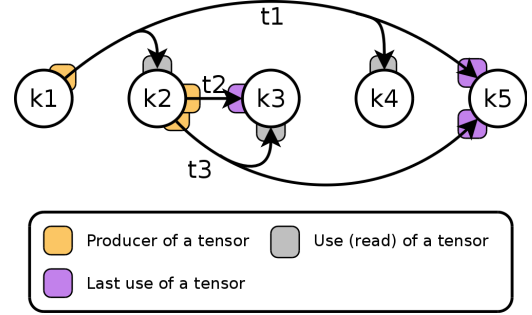 t1
k1
k2
t2
k3
k4
k5
t3
Producer of a tensor
Use (read) of a tensor
Last use of a tensor